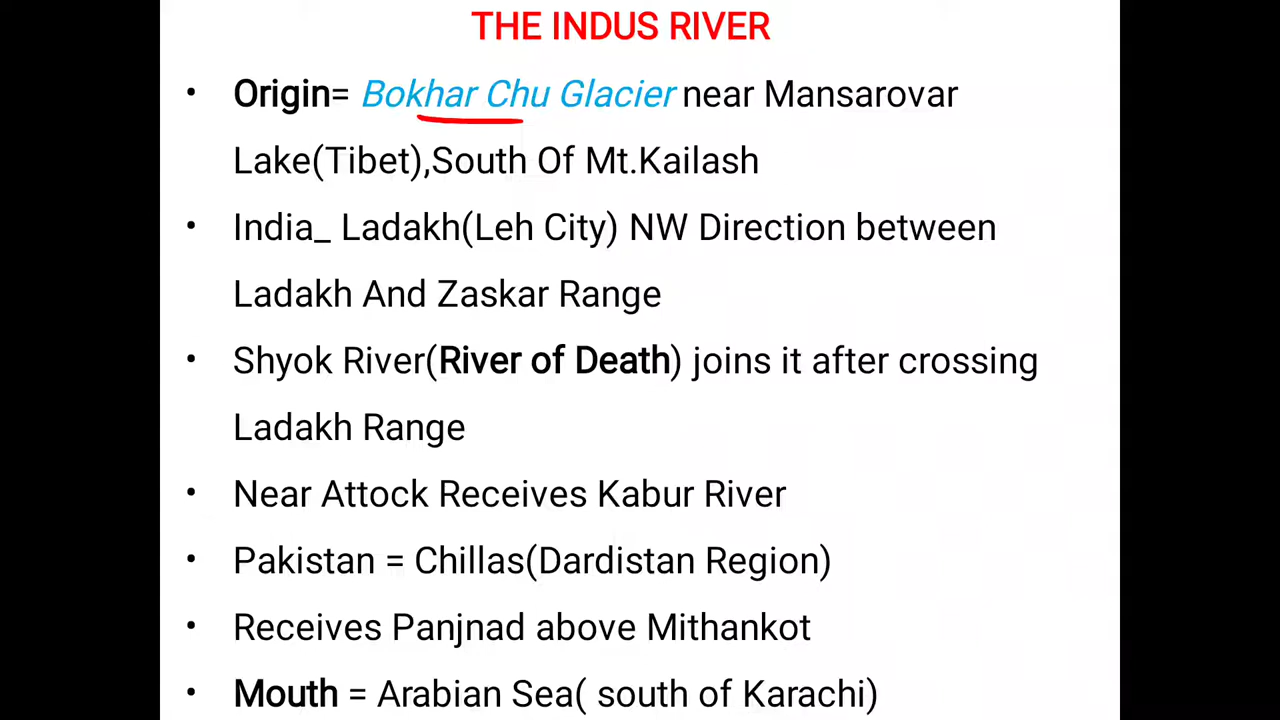 THE INDUS RIVER
• Origin= Bokhar Chu Glacier near Mansarovar
Lake(Tibet),South Of Mt.Kailash
• India_ Ladakh(Leh City) NW Direction between
Ladakh And Zaskar Range
• Shyok River(River of Death) joins it after crossing
Ladakh Range
• Near Attock Receives Kabur River
• Pakistan = Chillas(Dardistan Region)
• Receives Panjnad above Mithankot
• Mouth = Arabian Sea( south of Karachi)